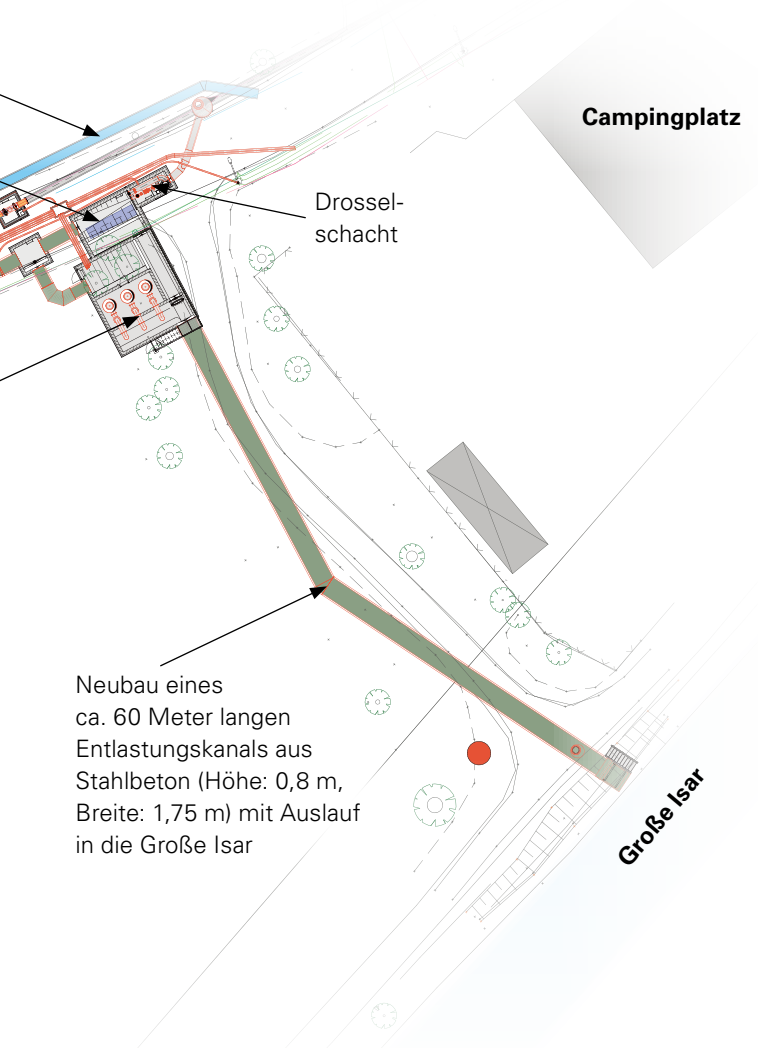 Campingplatz
Drossel-
schacht
Neubau eines
ca. 60 Meter langen
Entlastungskanals aus
Stahlbeton (Höhe: 0,8 m,
Breite: 1,75 m) mit Auslauf
in die Große Isar
Große Isar